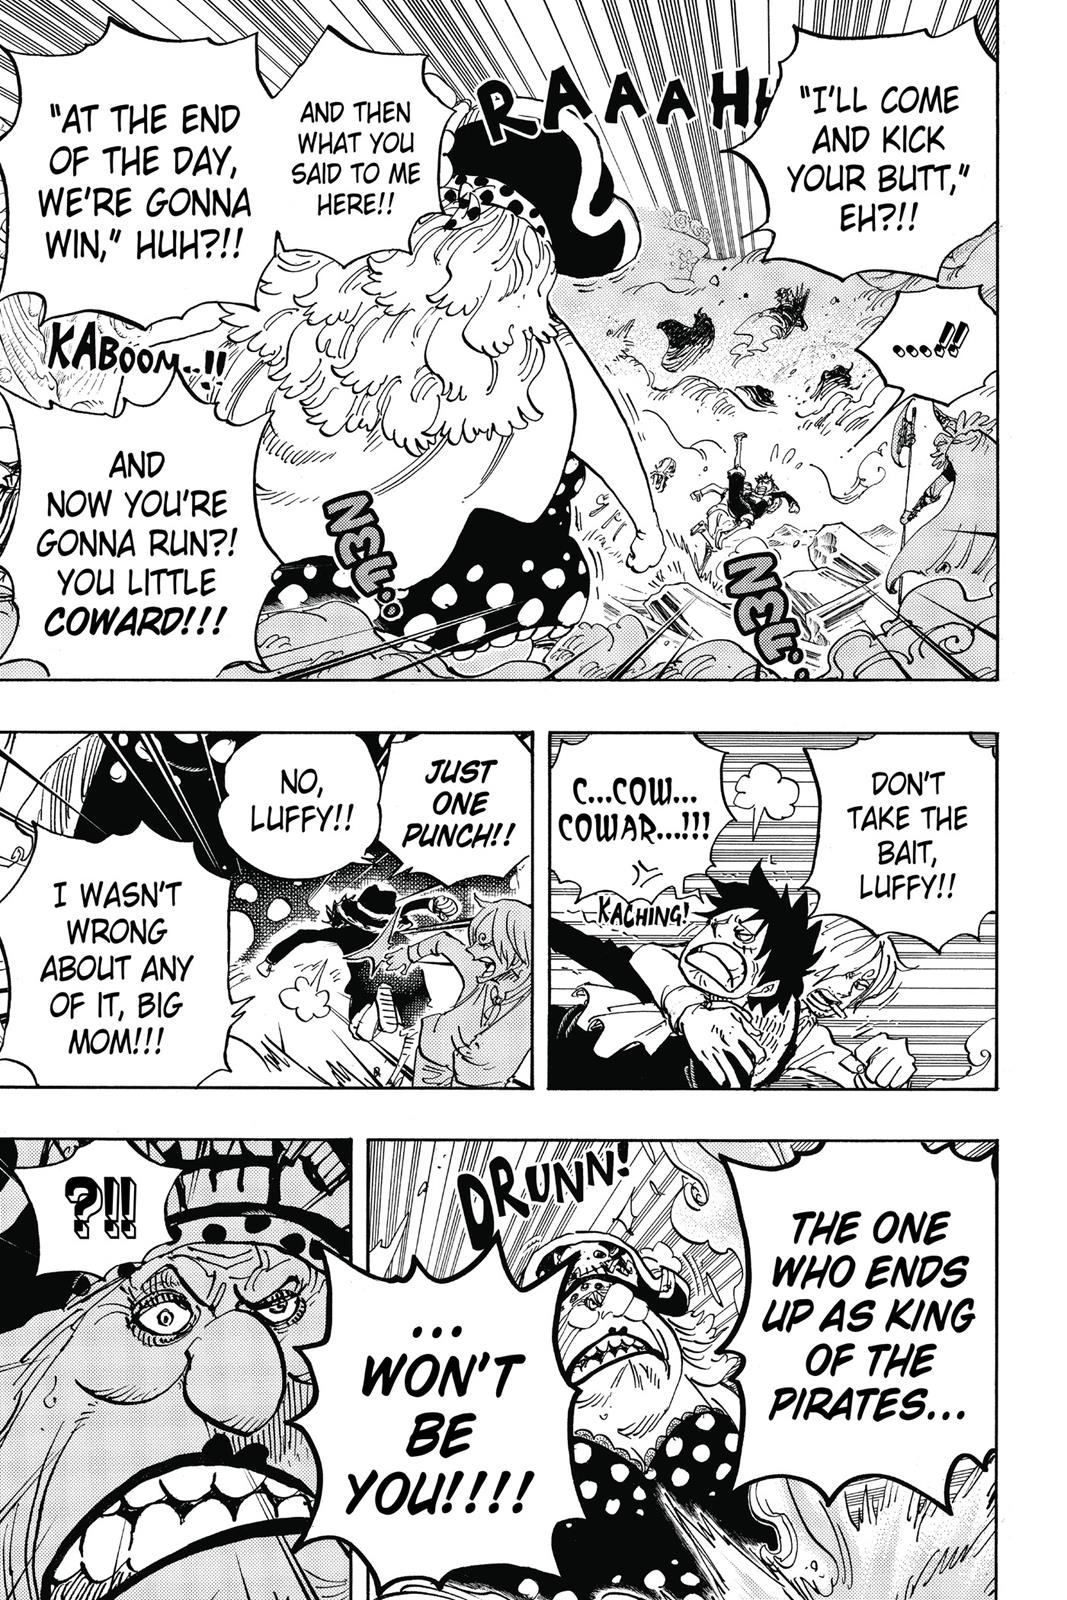 "I'LL COME
AND KICK
YOUR BUTT,"
EH?!!
RAAAHH
...!!
AND THEN
WHAT YOU
SAID TO ME
HERE!!
"AT THE END
OF THE DAY,
WE'RE GONNA
WIN," HUH?!!
KABOOM..!!
AND
NOW YOU'RE
GONNA RUN?!
YOU LITTLE
COWARD!!!
DON'T
TAKE THE
BAIT,
LUFFY!!
C...COW...
COWAR...!!!
KACHING!
JUST
ONE
PUNCH!!
NO,
LUFFY!!
I WASN'T
WRONG
ABOUT ANY
OF IT, BIG
MOM!!!
THE ONE
WHO ENDS
UP AS KING
OF THE
PIRATES...
DRUNN!
...
WON'T
BE
YOU!!!!
?!!